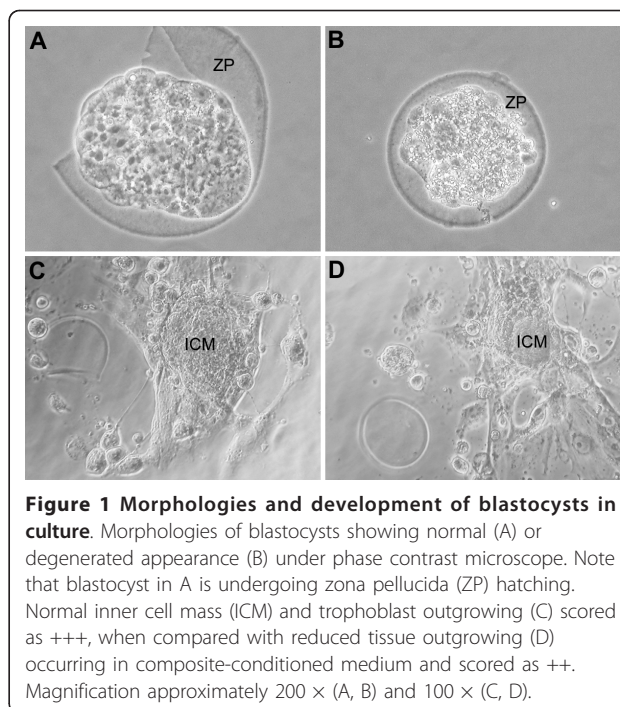 A
ZP
B
ZP
C
ICM
D
ICM
Figure 1 Morphologies and development of blastocysts in
culture. Morphologies of blastocysts showing normal (A) or
degenerated appearance (B) under phase contrast microscope. Note
that blastocyst in A is undergoing zona pellucida (ZP) hatching.
Normal inner cell mass (ICM) and trophoblast outgrowing (C) scored
as +++, when compared with reduced tissue outgrowing (D)
occurring in composite-conditioned medium and scored as ++.
Magnification approximately 200 × (A, B) and 100 × (C, D).